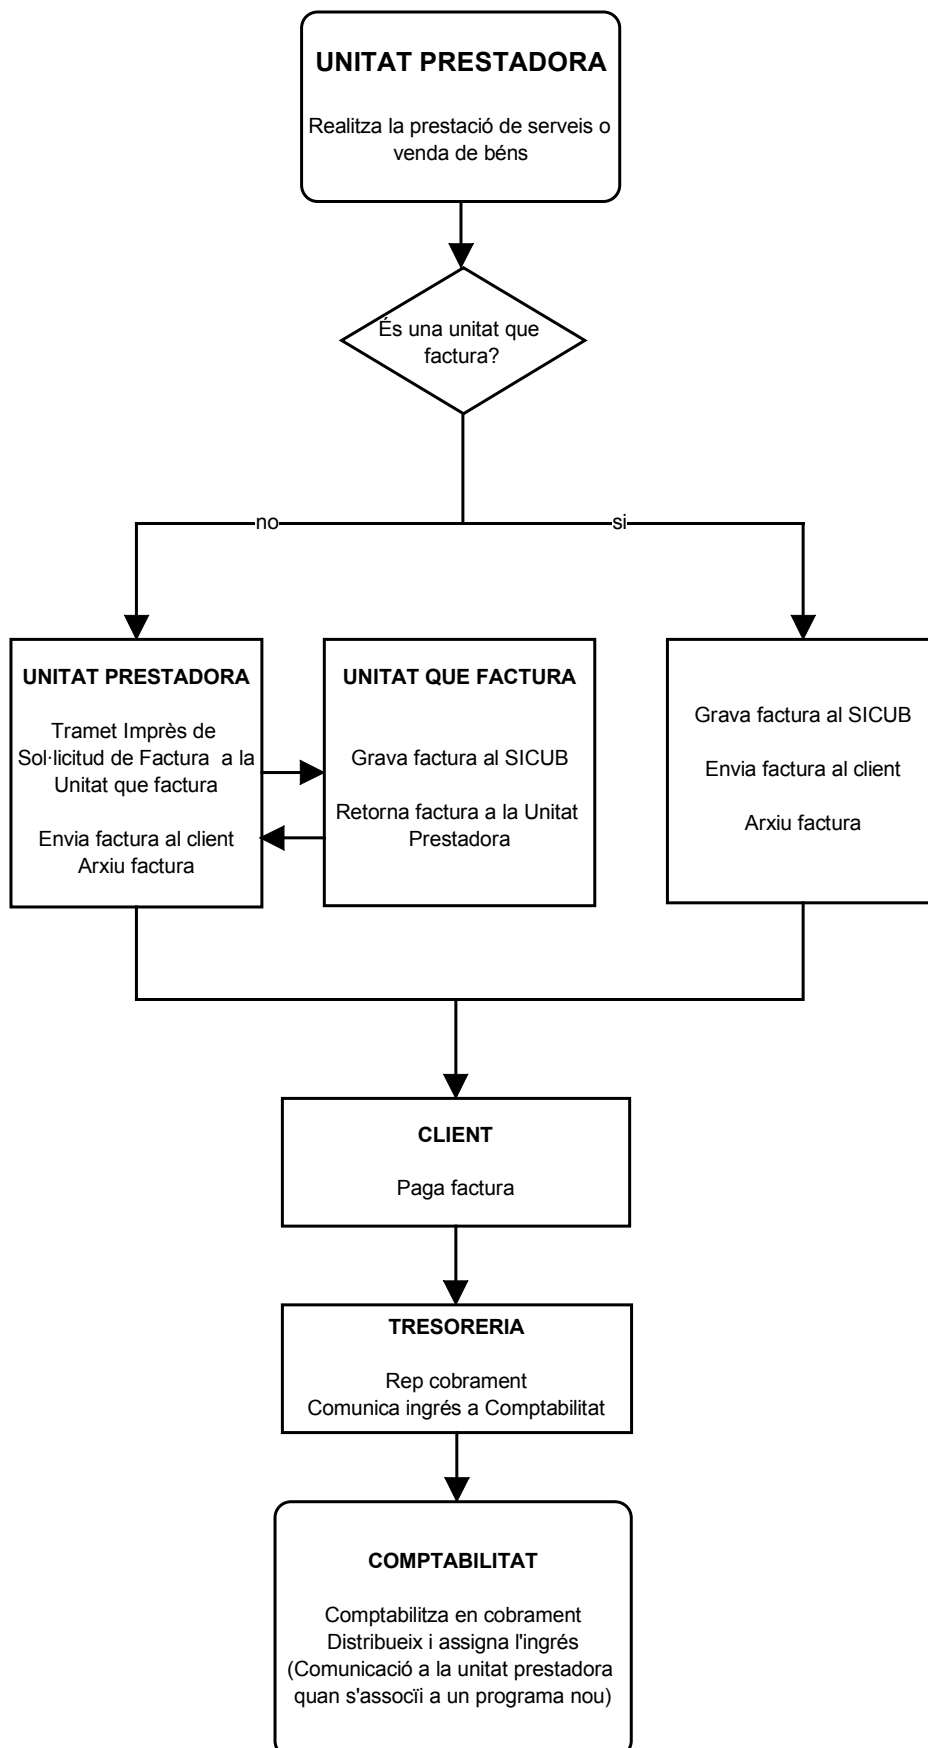 UNITAT PRESTADORA
Realitza la prestació de serveis o
venda de béns
És una unitat que
factura?
no
si
UNITAT PRESTADORA
Tramet Imprès de
Sol·licitud de Factura a la
Unitat que factura
Envia factura al client
Arxiu factura
UNITAT QUE FACTURA
Grava factura al SICUB
Retorna factura a la Unitat
Prestadora
Grava factura al SICUB
Envia factura al client
Arxiu factura
CLIENT
Paga factura
TRESORERIA
Rep cobrament
Comunica ingrés a Comptabilitat
COMPTABILITAT
Comptabilitza en cobrament
Distribueix i assigna l'ingrés
(Comunicació a la unitat prestadora
quan s'associï a un programa nou)